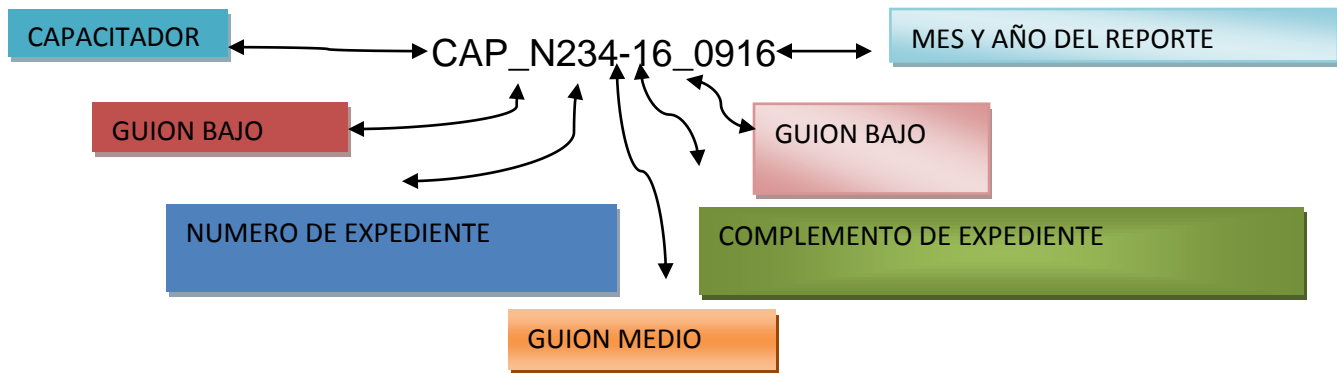 CAPACITADOR
CAP_N234-16_0916
MES Y AÑO DEL REPORTE
GUION BAJO
GUION BAJO
NUMERO DE EXPEDIENTE
COMPLEMENTO DE EXPEDIENTE
GUION MEDIO